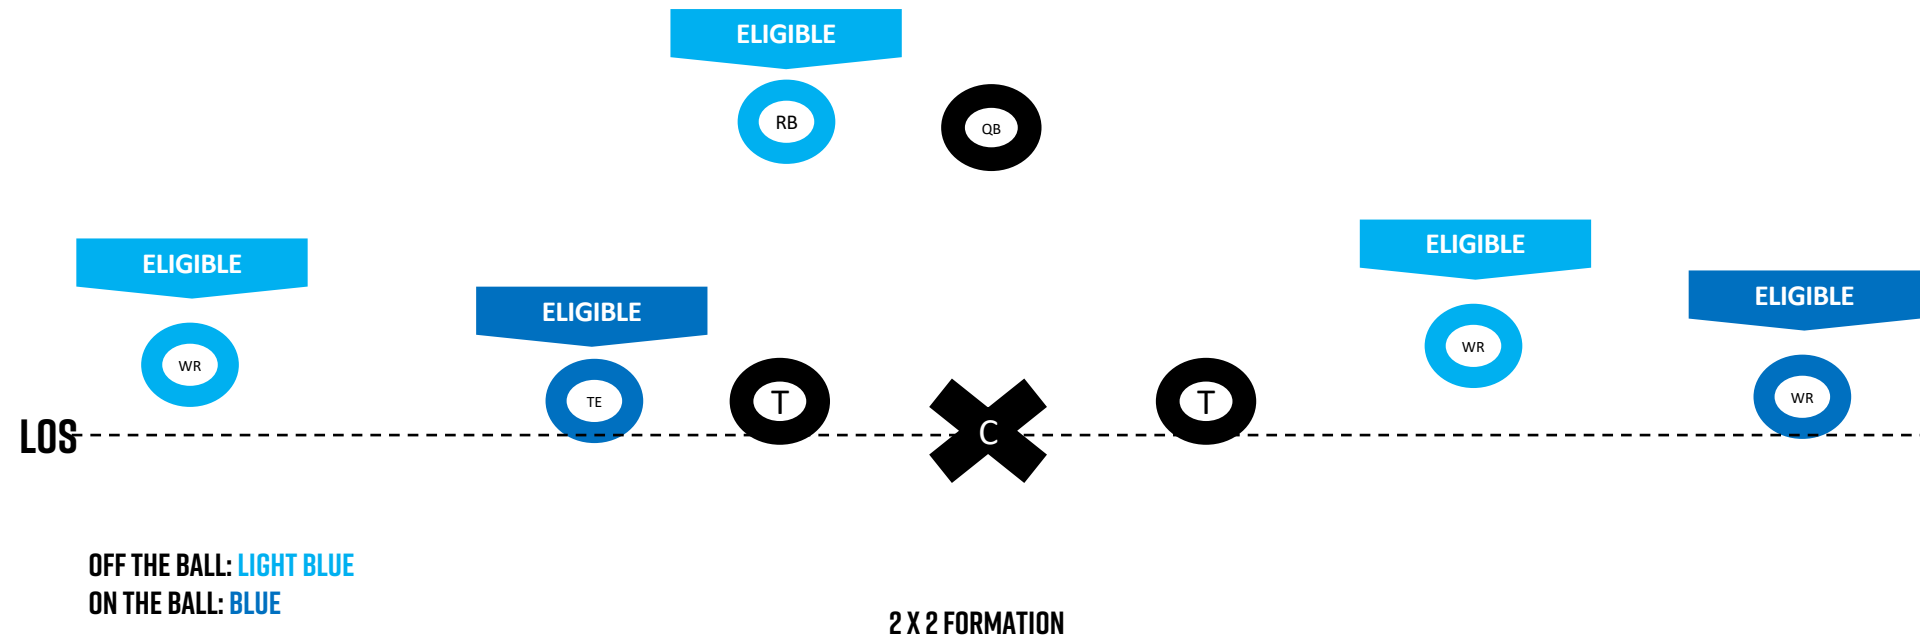 ELIGIBLE
RB
QB
ELIGIBLE
ELIGIBLE
ELIGIBLE
ELIGIBLE
WR
TE
T
C
T
WR
WR
LOS
OFF THE BALL: LIGHT BLUE
ON THE BALL: BLUE
2 X 2 FORMATION